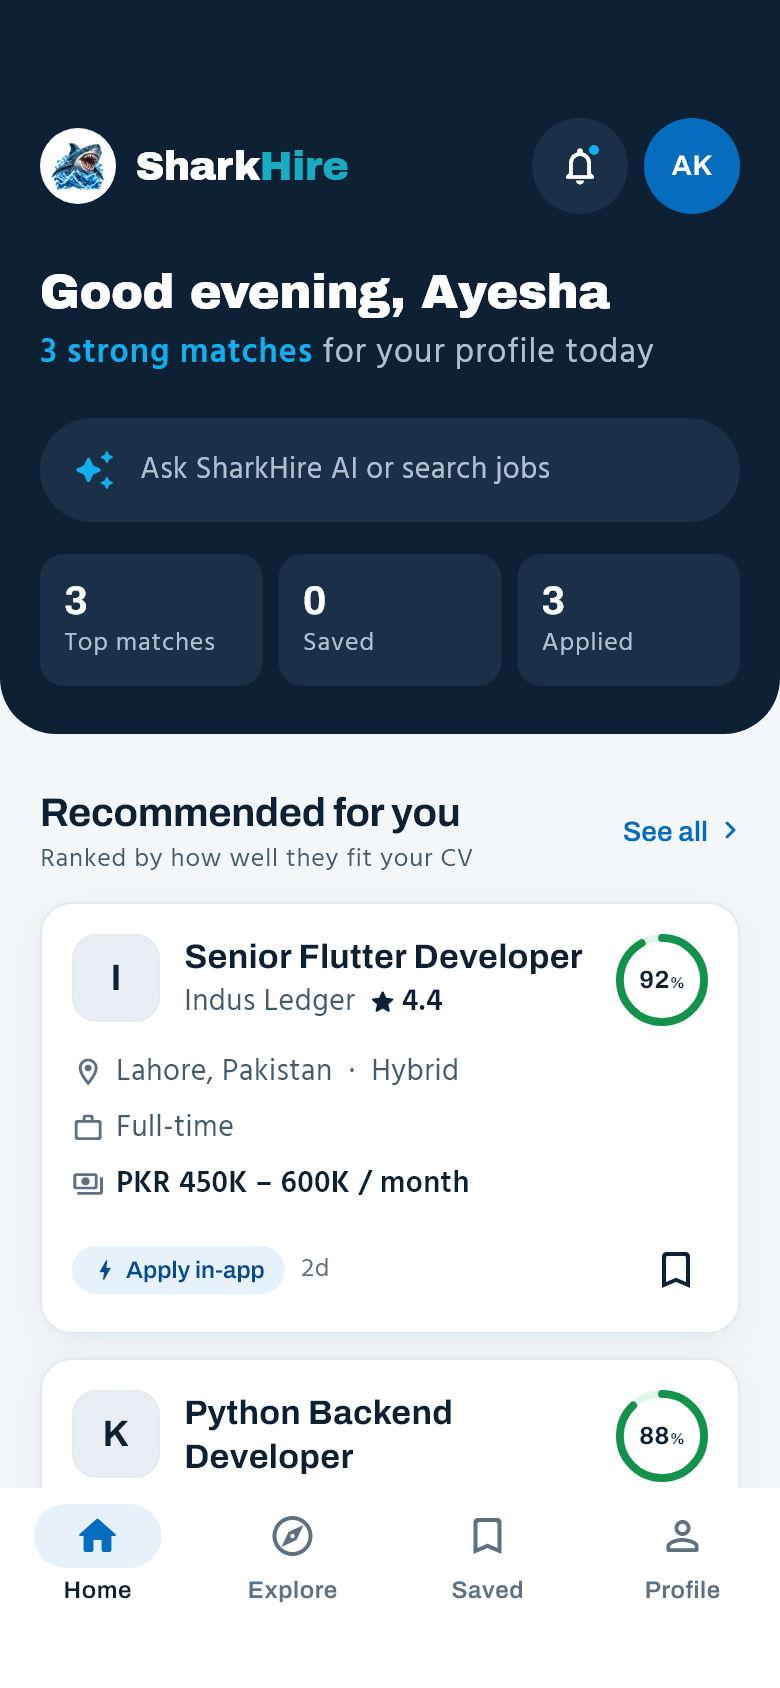 SharkHire
AK
Good evening, Ayesha
3 strong matches for your profile today
Ask SharkHire AI or search jobs
3
Top matches
0
Saved
3
Applied
Recommended for you
See all
Ranked by how well they fit your CV
I
Senior Flutter Developer
Indus Ledger ★ 4.4
92%
Lahore, Pakistan · Hybrid
Full-time
PKR 450K – 600K / month
Apply in-app
2d
K
Python Backend
Developer
88%
Home
Explore
Saved
Profile